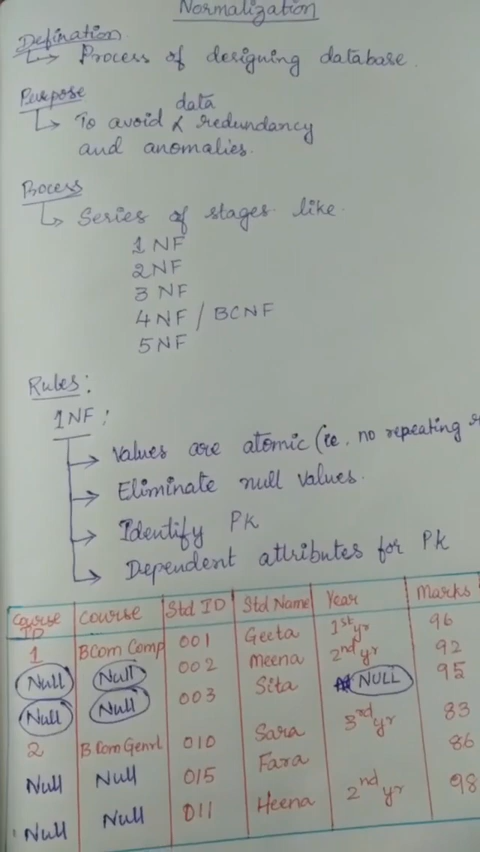 Normalization
Defination
Process of designing database.
Purpose
data
To avoid redundancy
and anomalies.
Process
Series of stages like
1 NF
2 NF
3 NF
4 NF / BCNF
5 NF
Rules:
1NF:
Values are atomic (ie. no repeating
Eliminate null values.
Identify PK
Dependent attributes for PK
Course ID Course Std ID Std Name Year Marks
1 BCom Comp 001 Geeta 1st yr 96
Null Null 002 Meena 2nd yr 92
Null Null 003 Sita NULL 95
2 BComGenrl 010 Sara 3rd yr 83
Null Null 015 Fara 86
Null Null 011 Heena 2nd yr 98